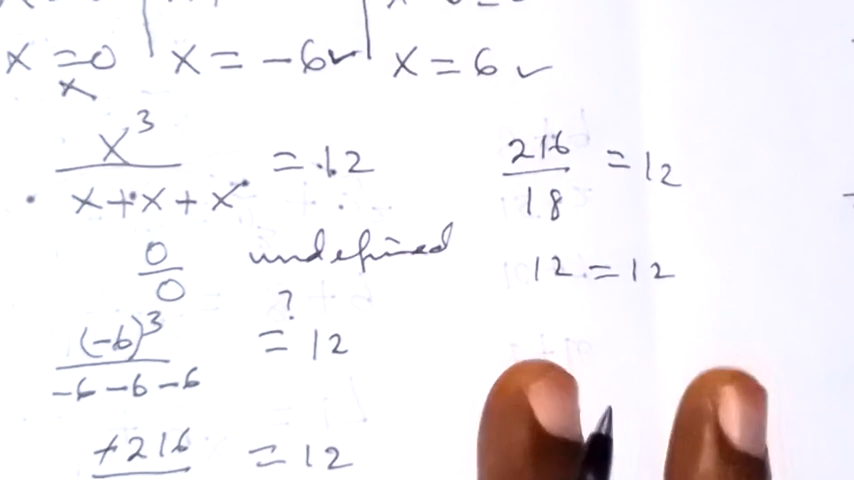 x = 0 | x = -6 ✓ | x = 6 ✓
x
x³/(x+x+x) = 12
0/0 undefined
(-6)³/(-6-6-6) =? 12
+216/ = 12
216/18 = 12
12 = 12